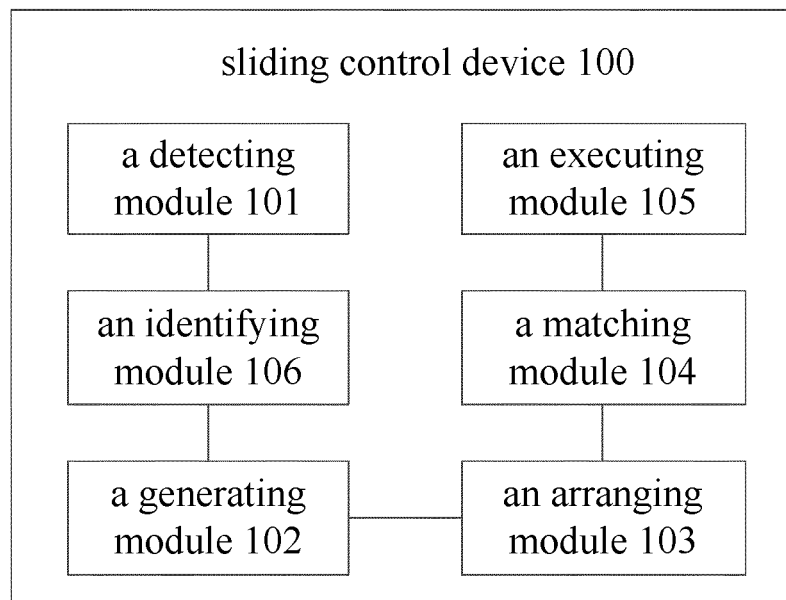 sliding control device 100
a detecting
module 101
an executing
module 105
an identifying
module 106
a matching
module 104
a generating
module 102
an arranging
module 103